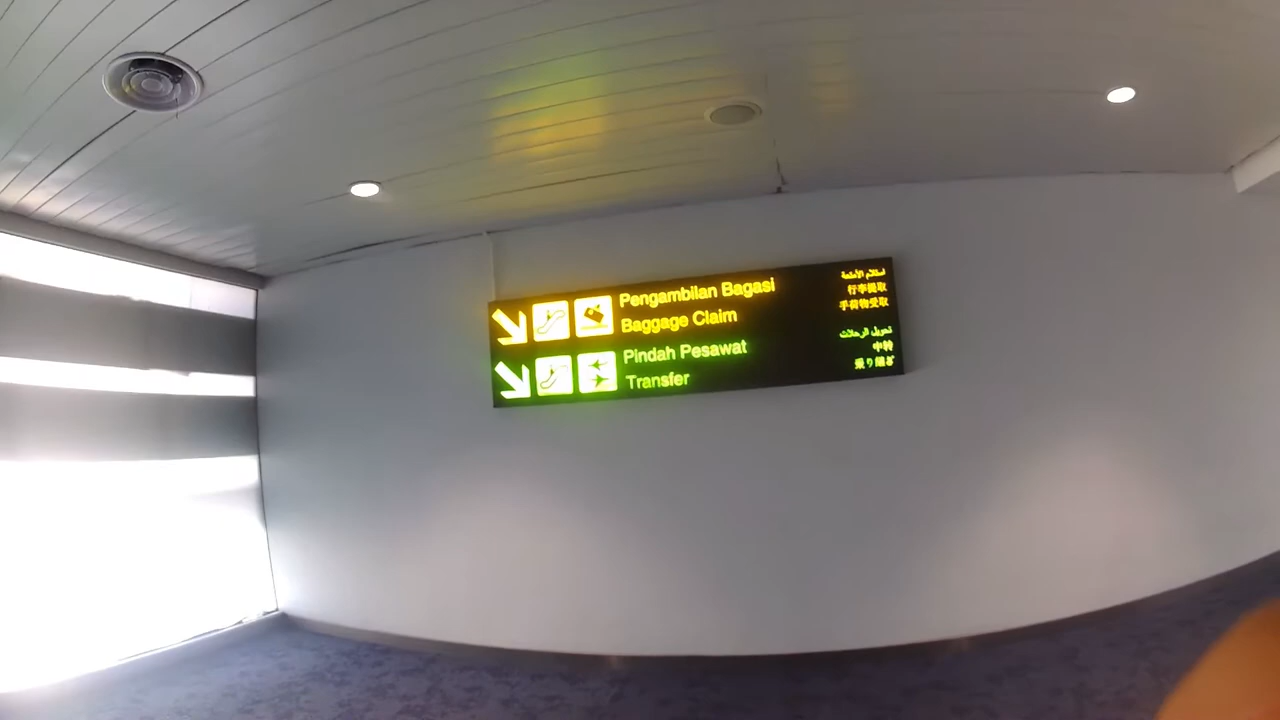 Pengambilan Bagasi
Baggage Claim
استلام الأمتعة
行李提取
手荷物受取
Pindah Pesawat
Transfer
تحويل الرحلات
中转
乗り継ぎ